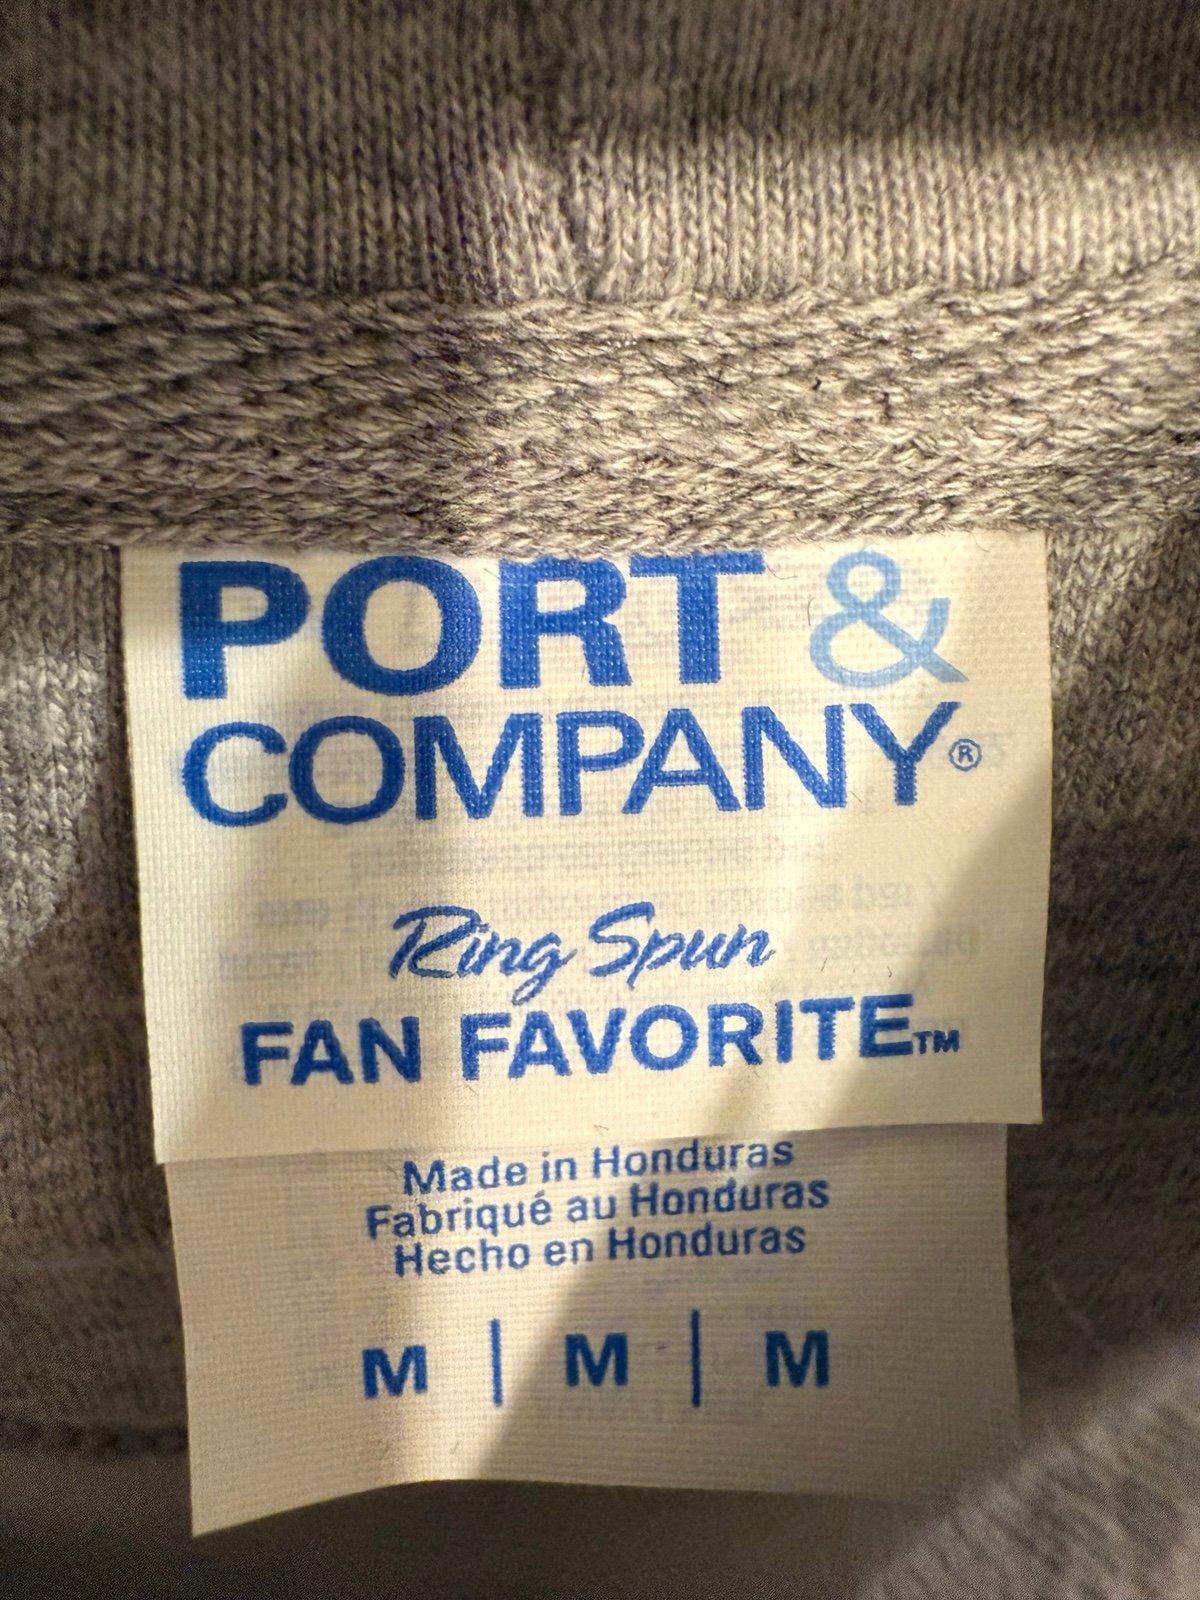 PORT &
COMPANY®
Ring Spun
FAN FAVORITE™
Made in Honduras
Fabriqué au Honduras
Hecho en Honduras
M | M | M